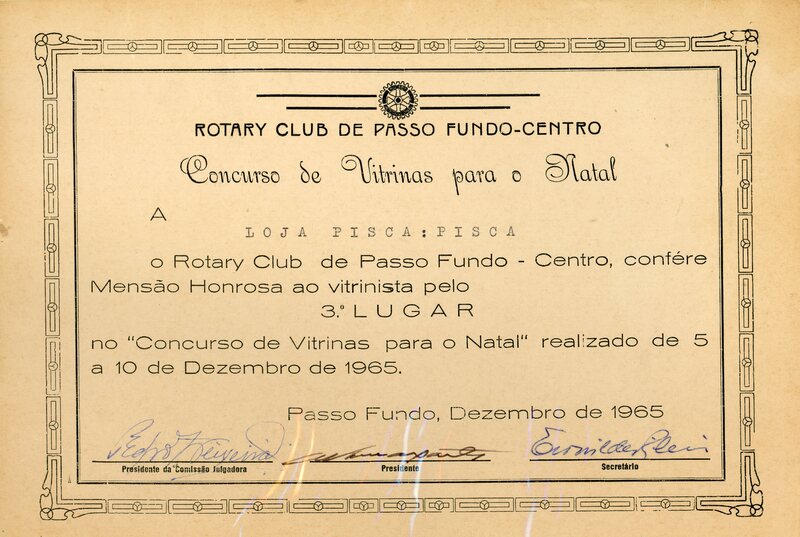 ROTARY CLUB DE PASSO FUNDO-CENTRO
Concurso de Vitrinas para o Natal
A
LOJA PISCA:PISCA
o Rotary Club de Passo Fundo - Centro, confére
Mensão Honrosa ao vitrinista pelo
3.º LUGAR
no "Concurso de Vitrinas para o Natal" realizado de 5
a 10 de Dezembro de 1965.
Passo Fundo, Dezembro de 1965
Presidente da Comissão Julgadora
Presidente
Secretário